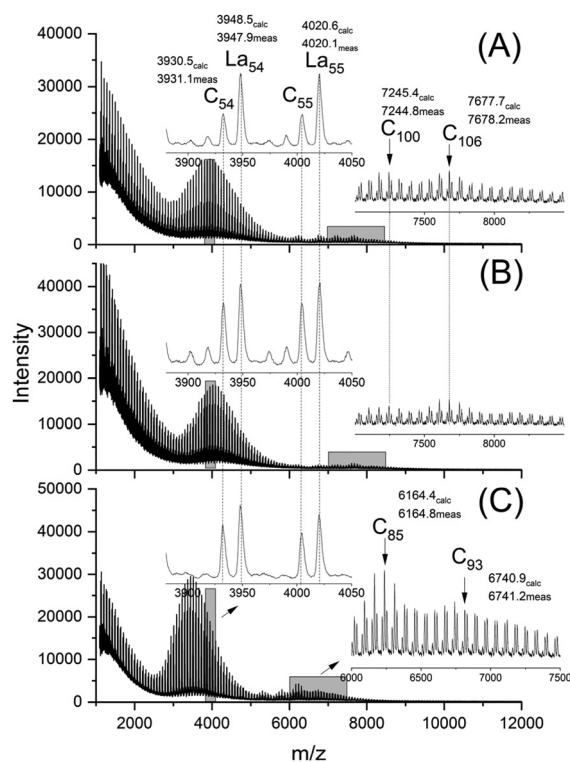 3948.5calc
3947.9meas
3930.5calc
3931.1meas
La54
C54
4020.6calc
4020.1meas
La55
C55
(A)
7245.4calc
7244.8meas
C100
7677.7calc
7678.2meas
C106
40000
30000
20000
10000
0
3900 3950 4000 4050
7500 8000
(B)
40000
30000
20000
10000
0
3900 3950 4000 4050
7500 8000
Intensity
(C)
6164.4calc
6164.8meas
C85
C93
6740.9calc
6741.2meas
50000
40000
30000
20000
10000
0
3900 3950 4000 4050
6000 6500 7000 7500
2000 4000 6000 8000 10000 12000
m/z